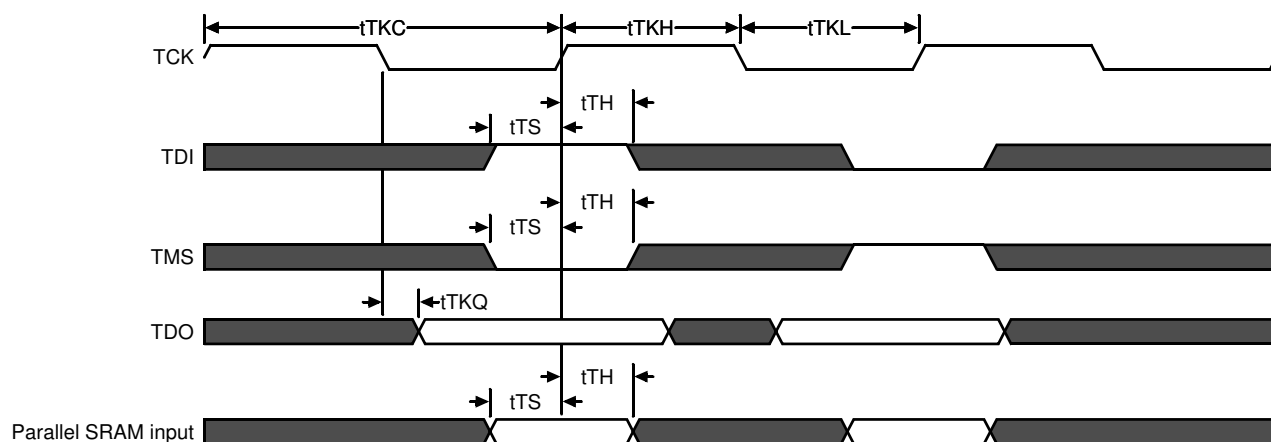 tTKC
tTKH
tTKL
TCK
tTH
tTS
TDI
tTH
tTS
TMS
tTKQ
TDO
tTH
tTS
Parallel SRAM input